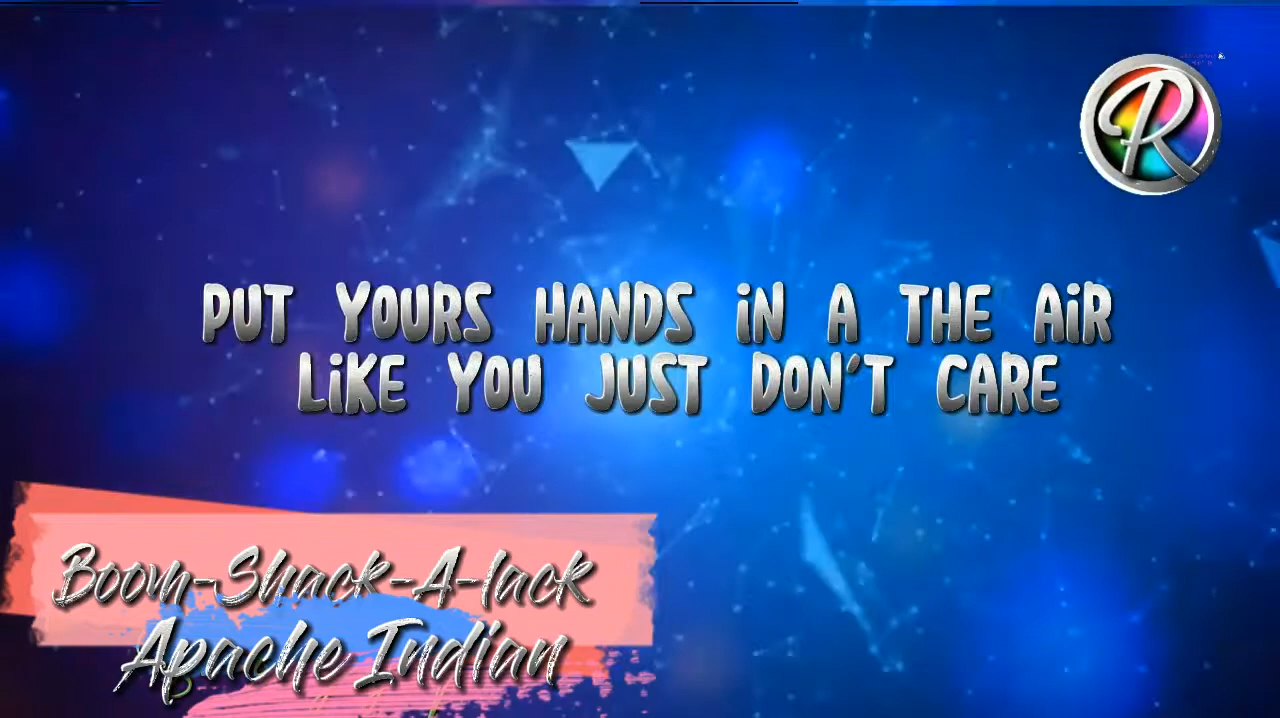 R
PUT YOURS HANDS iN A THE AiR
LiKE YOU JUST DON'T CARE
Boom-Shack-A-lack
Apache Indian